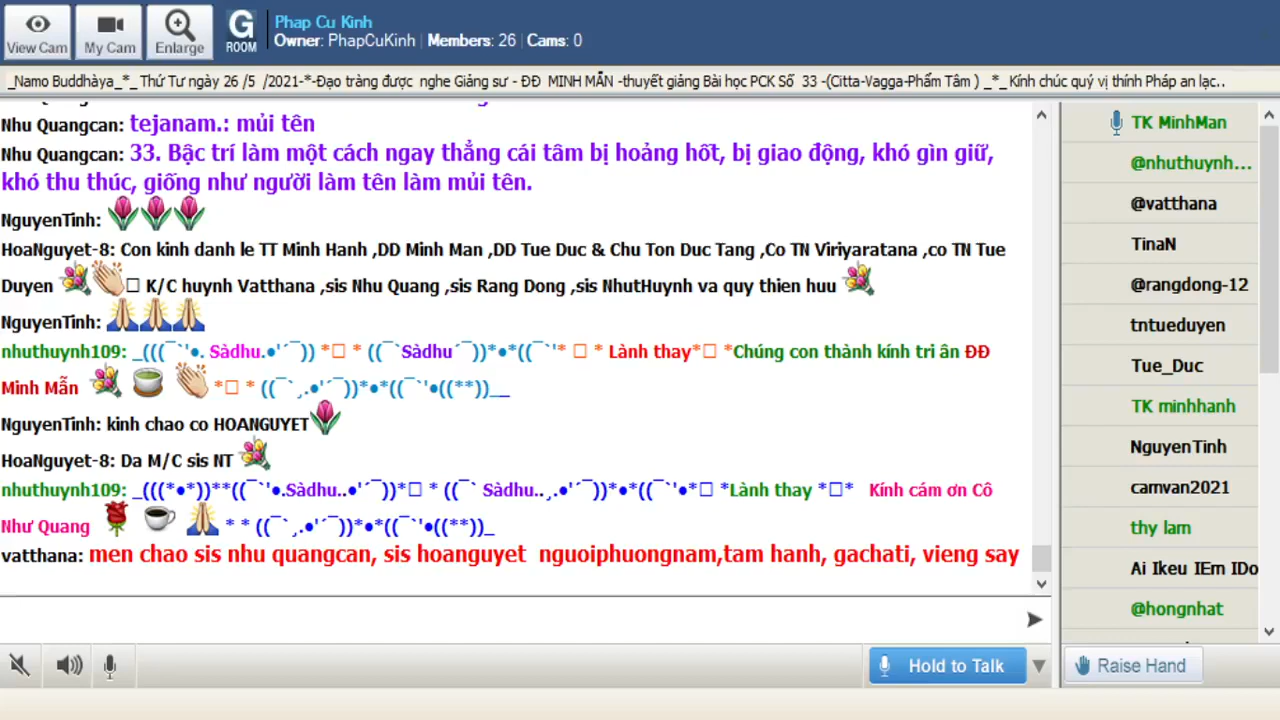 View Cam
My Cam
Enlarge
G
ROOM
Phap Cu Kinh
Owner: PhapCuKinh | Members: 26 | Cams: 0
_Namo Buddhàya_*_ Thứ Tư ngày 26 /5 /2021-*-Đạo tràng được nghe Giảng sư - ĐĐ MINH MẪN -thuyết giảng Bài học PCK Số 33 -(Citta-Vagga-Phẩm Tâm ) _*_ Kính chúc quý vị thính Pháp an lạc..
Nhu Quangcan: tejanam.: mủi tên
Nhu Quangcan: 33. Bậc trí làm một cách ngay thẳng cái tâm bị hoảng hốt, bị giao động, khó gìn giữ,
khó thu thúc, giống như người làm tên làm mủi tên.
NguyenTinh:
HoaNguyet-8: Con kinh danh le TT Minh Hanh ,DD Minh Man ,DD Tue Duc & Chu Ton Duc Tang ,Co TN Viriyaratana ,co TN Tue
Duyen K/C huynh Vatthana ,sis Nhu Quang ,sis Rang Dong ,sis NhutHuynh va quy thien huu
NguyenTinh:
nhuthuynh109: _(((¯`'•. Sàdhu.•'´¯)) *▯ * ((¯`Sàdhu´¯))*•*((¯`'* ▯ * Lành thay*▯ *Chúng con thành kính tri ân ĐĐ
Minh Mẫn *▯ * ((¯`¸.•'´¯))*•*((¯`'•((**))__
NguyenTinh: kinh chao co HOANGUYET
HoaNguyet-8: Da M/C sis NT
nhuthuynh109: _(((*•*))**((¯`'•.Sàdhu..•'´¯))*▯ * ((¯` Sàdhu..¸.•'´¯))*•*((¯`'•*▯ *Lành thay *▯* Kính cám ơn Cô
Như Quang * * ((¯`¸.•'´¯))*•*((¯`'•((**))_
vatthana: men chao sis nhu quangcan, sis hoanguyet nguoiphuongnam,tam hanh, gachati, vieng say
Hold to Talk
TK MinhMan
@nhuthuynh...
@vatthana
TinaN
@rangdong-12
tntueduyen
Tue_Duc
TK minhhanh
NguyenTinh
camvan2021
thy lam
Ai Ikeu IEm IDo
@hongnhat
Raise Hand